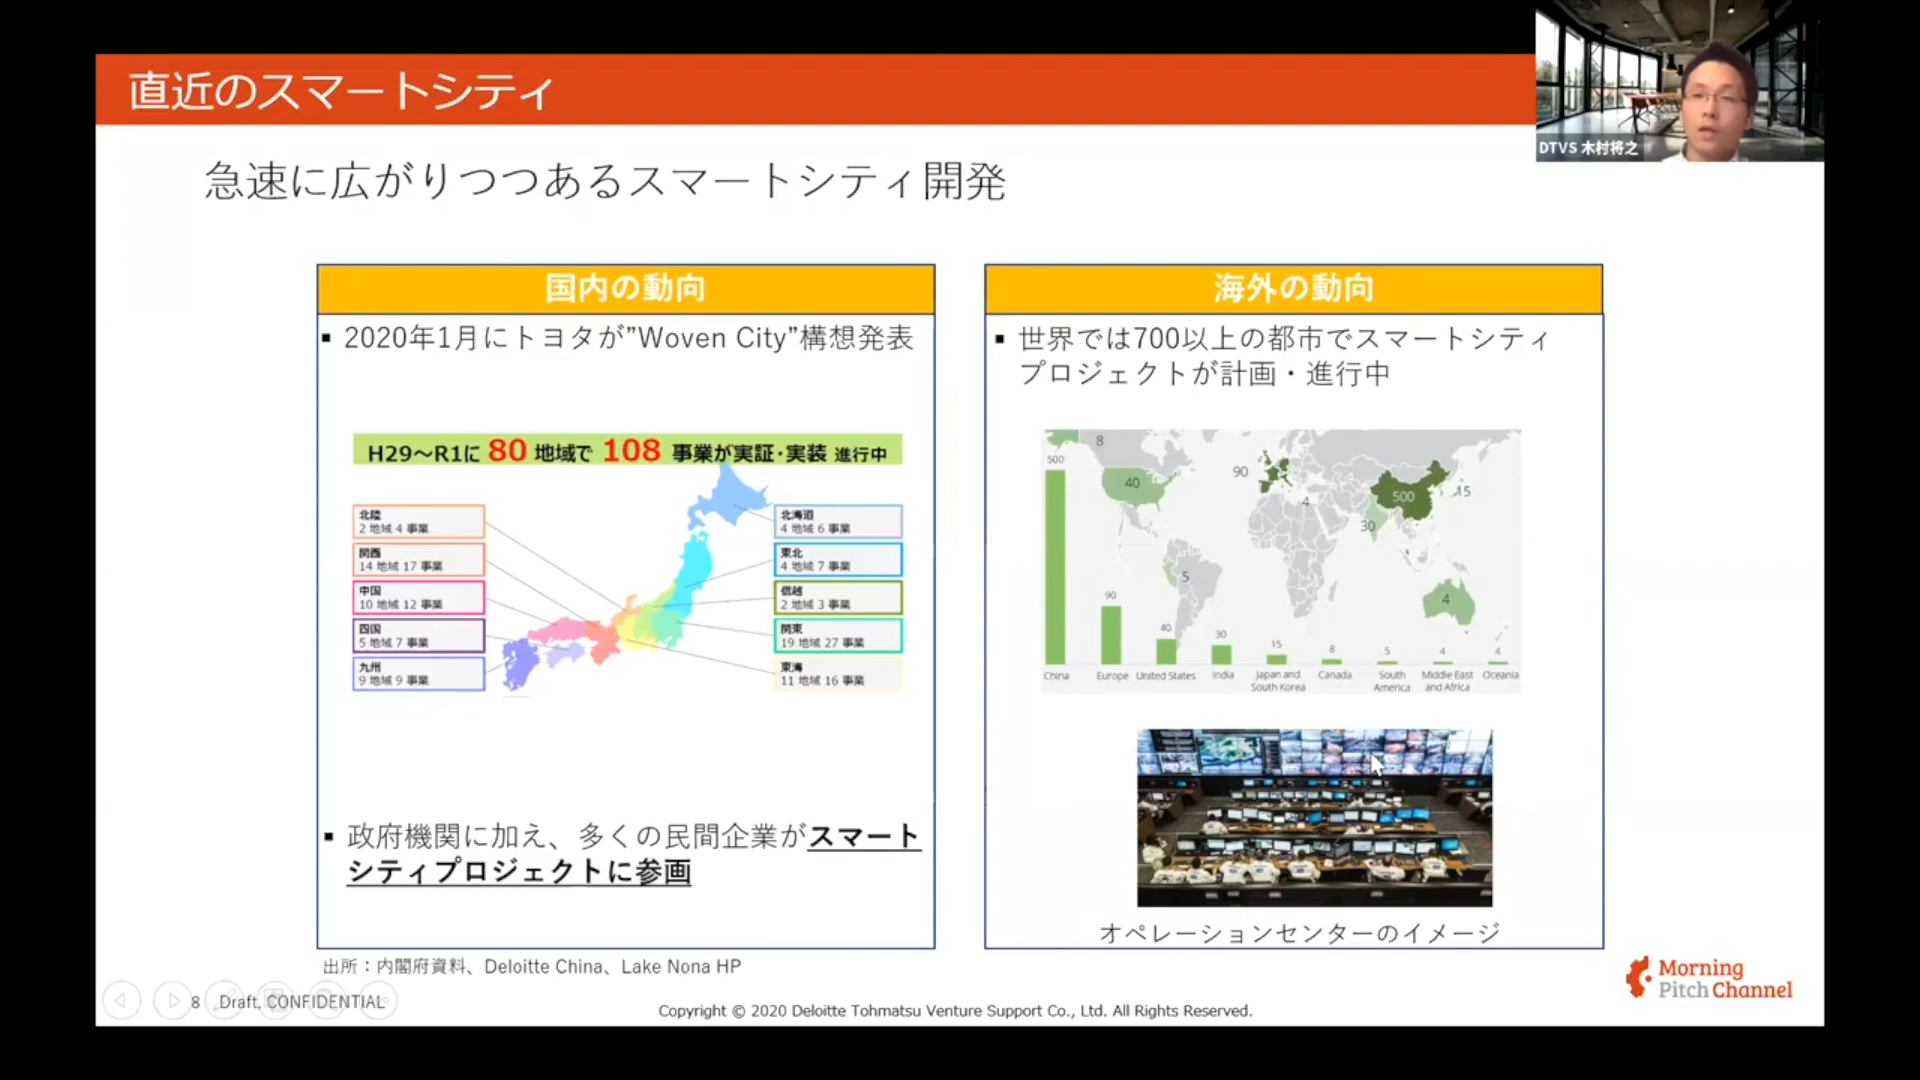 直近のスマートシティ
DTVS 木村将之
急速に広がりつつあるスマートシティ開発
国内の動向
▪ 2020年1月にトヨタが”Woven City”構想発表
H29～R1に 80 地域で 108 事業が実証・実装 進行中
北陸
2 地域 4 事業
関西
14 地域 17 事業
中国
10 地域 12 事業
四国
5 地域 7 事業
九州
9 地域 9 事業
北海道
4 地域 6 事業
東北
4 地域 7 事業
信越
2 地域 3 事業
関東
19 地域 27 事業
東海
11 地域 16 事業
▪ 政府機関に加え、多くの民間企業がスマート
シティプロジェクトに参画
海外の動向
▪ 世界では700以上の都市でスマートシティ
プロジェクトが計画・進行中
8
40
90
4
500
15
30
5
4
500
90
40
30
15
8
5
4
4
China
Europe
United States
India
Japan and
South Korea
Canada
South
America
Middle East
and Africa
Oceania
オペレーションセンターのイメージ
出所：内閣府資料、Deloitte China、Lake Nona HP
8 Draft, CONFIDENTIAL
Copyright © 2020 Deloitte Tohmatsu Venture Support Co., Ltd. All Rights Reserved.
Morning
Pitch Channel